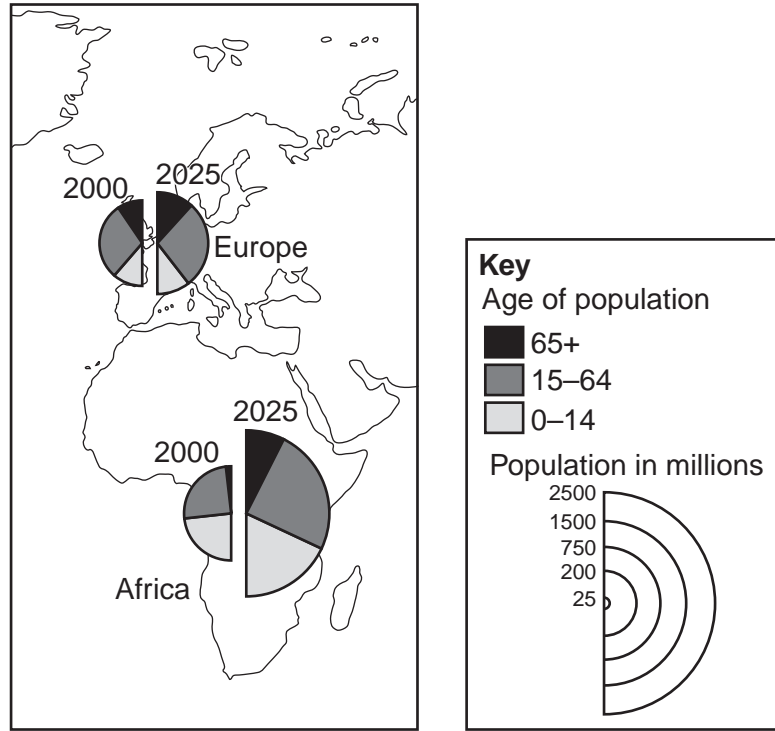 2000
2025
Europe
2025
2000
Africa
Key
Age of population
65+
15–64
0–14
Population in millions
2500
1500
750
200
25